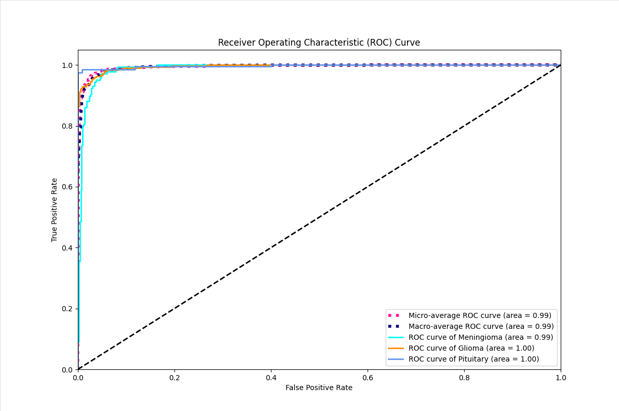 Receiver Operating Characteristic (ROC) Curve
1.0
0.8
0.6
0.4
0.2
0.0
True Positive Rate
Micro-average ROC curve (area = 0.99)
Macro-average ROC curve (area = 0.99)
ROC curve of Meningioma (area = 0.99)
ROC curve of Glioma (area = 1.00)
ROC curve of Pituitary (area = 1.00)
0.0 0.2 0.4 0.6 0.8 1.0
False Positive Rate